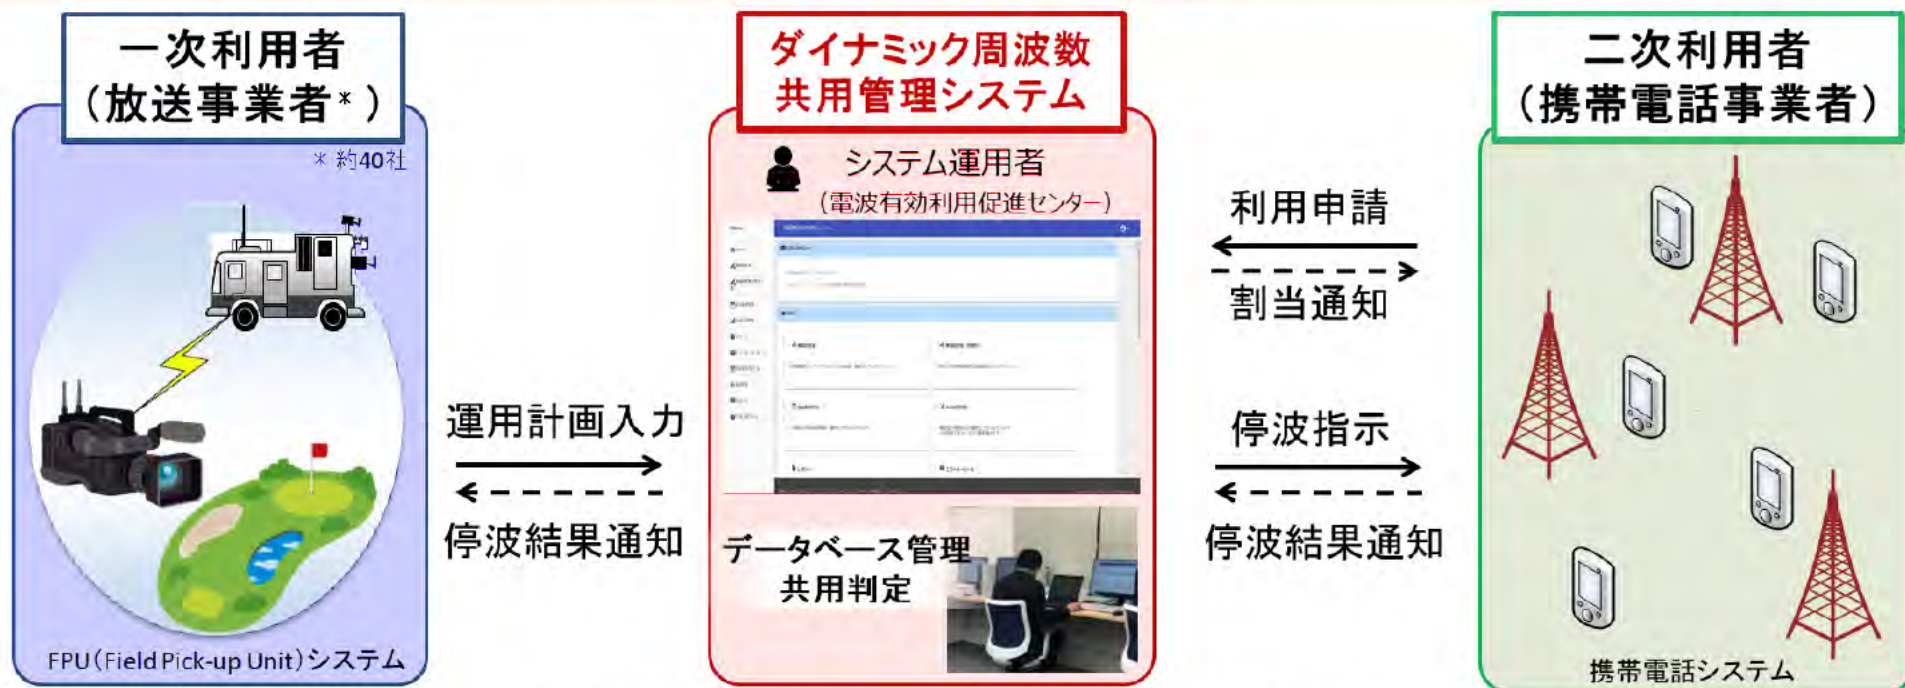 一次利用者
（放送事業者*）
* 約40社
FPU（Field Pick-up Unit）システム
運用計画入力
停波結果通知
ダイナミック周波数
共用管理システム
システム運用者
（電波有効利用促進センター）
データベース管理
共用判定
利用申請
割当通知
停波指示
停波結果通知
二次利用者
（携帯電話事業者）
携帯電話システム